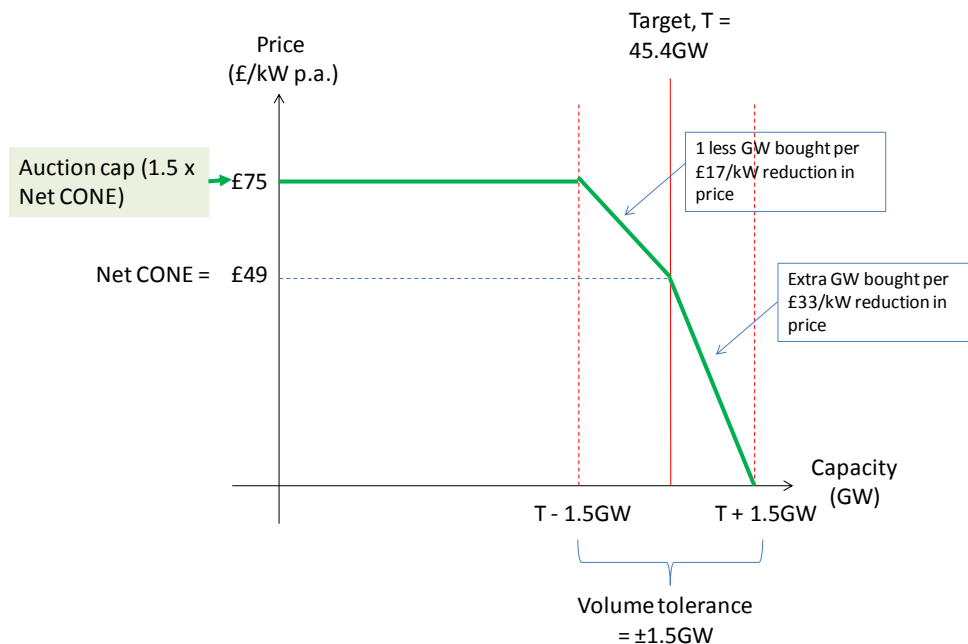 Target, T =
45.4GW
Price
(£/kW p.a.)
1 less GW bought per
£17/kW reduction in
price
Auction cap (1.5 x
Net CONE)
£75
Net CONE = £49
Extra GW bought per
£33/kW reduction in
price
Capacity
(GW)
T - 1.5GW
T + 1.5GW
Volume tolerance
= ±1.5GW